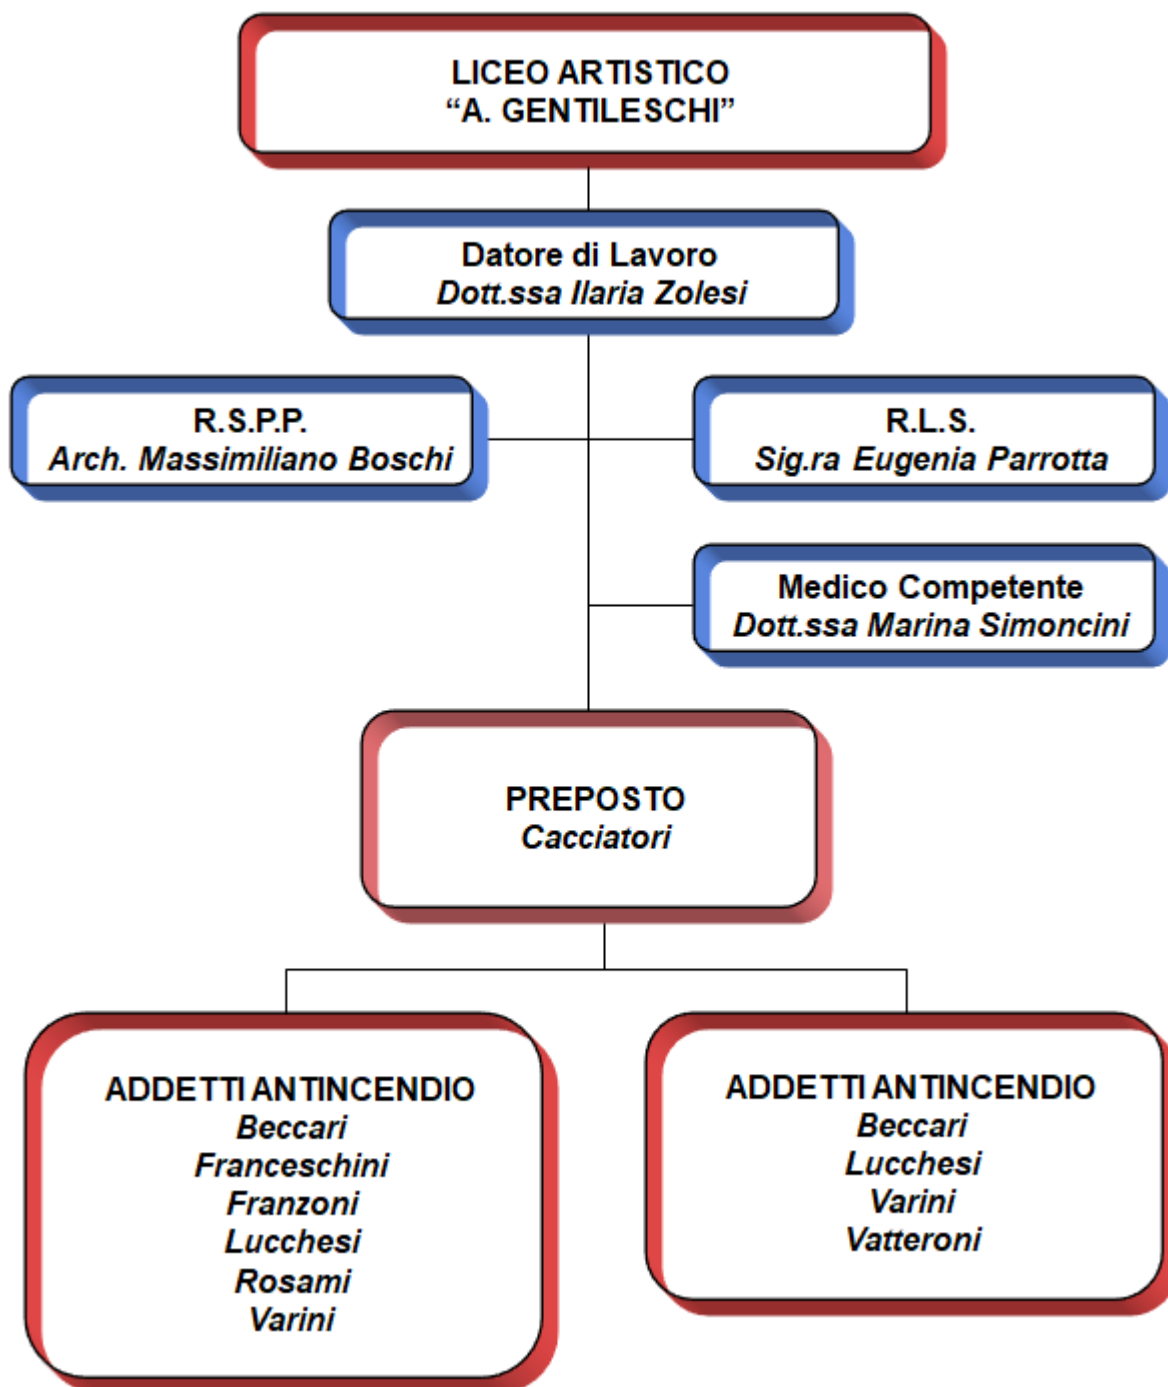 LICEO ARTISTICO
“A. GENTILESCHI”
Datore di Lavoro
Dott.ssa Ilaria Zolesi
R.S.P.P.
Arch. Massimiliano Boschi
R.L.S.
Sig.ra Eugenia Parrotta
Medico Competente
Dott.ssa Marina Simoncini
PREPOSTO
Cacciatori
ADDETTI ANTINCENDIO
Beccari
Franceschini
Franzoni
Lucchesi
Rosami
Varini
ADDETTI ANTINCENDIO
Beccari
Lucchesi
Varini
Vatteroni